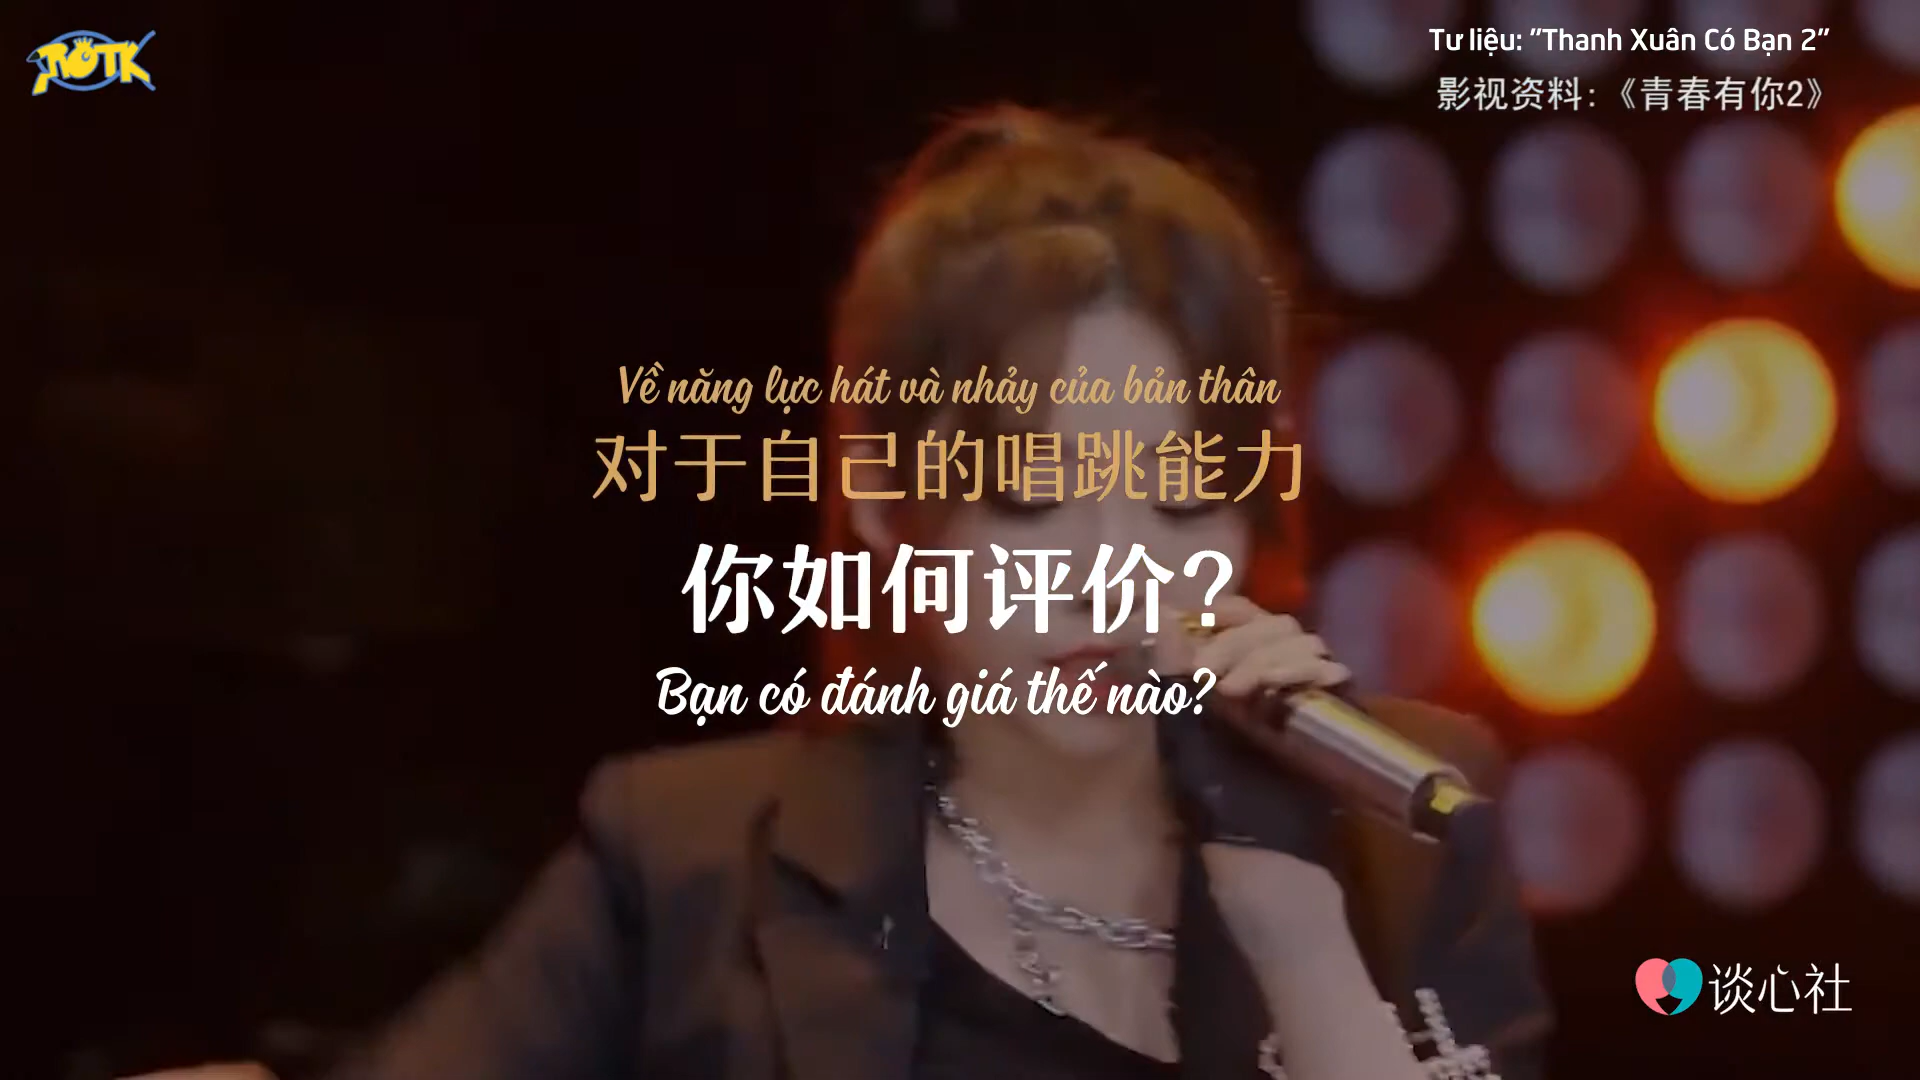 ROTK
Tư liệu: "Thanh Xuân Có Bạn 2"
影视资料：《青春有你2》
Về năng lực hát và nhảy của bản thân
对于自己的唱跳能力
你如何评价?
Bạn có đánh giá thế nào?
谈心社